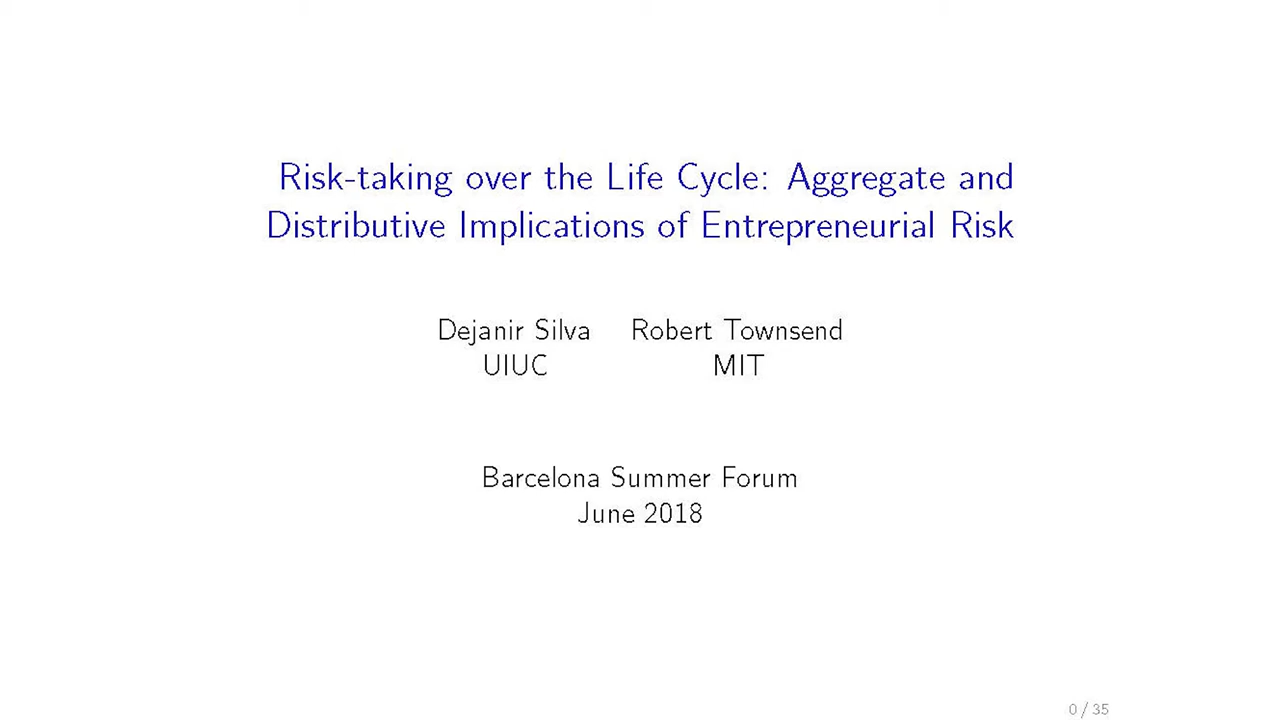 Risk-taking over the Life Cycle: Aggregate and
Distributive Implications of Entrepreneurial Risk
Dejanir Silva Robert Townsend
UIUC MIT
Barcelona Summer Forum
June 2018
0 / 35